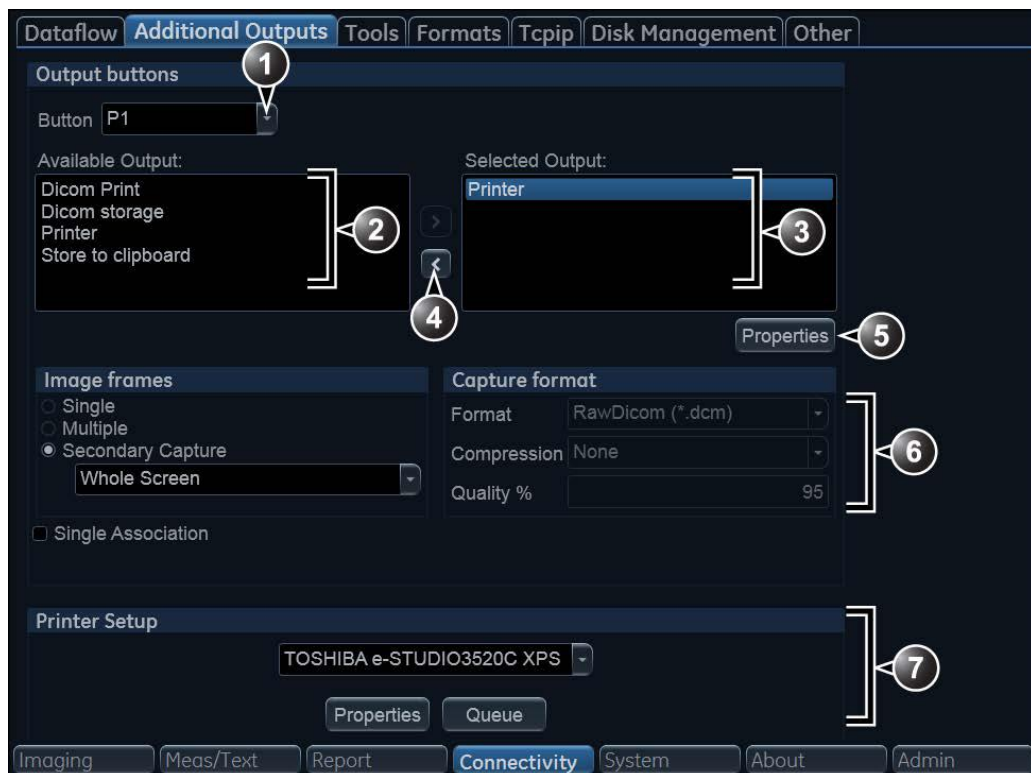 Dataflow Additional Outputs Tools Formats Tcpip Disk Management Other
1
Output buttons
Button P1
Available Output:
Dicom Print
Dicom storage
Printer
Store to clipboard
2
>
<
4
Selected Output:
Printer
3
Properties
5
Image frames
Single
Multiple
Secondary Capture
Whole Screen
Capture format
Format RawDicom (*.dcm)
Compression None
Quality % 95
6
Single Association
Printer Setup
TOSHIBA e-STUDIO3520C XPS
Properties Queue
7
Imaging Meas/Text Report Connectivity System About Admin